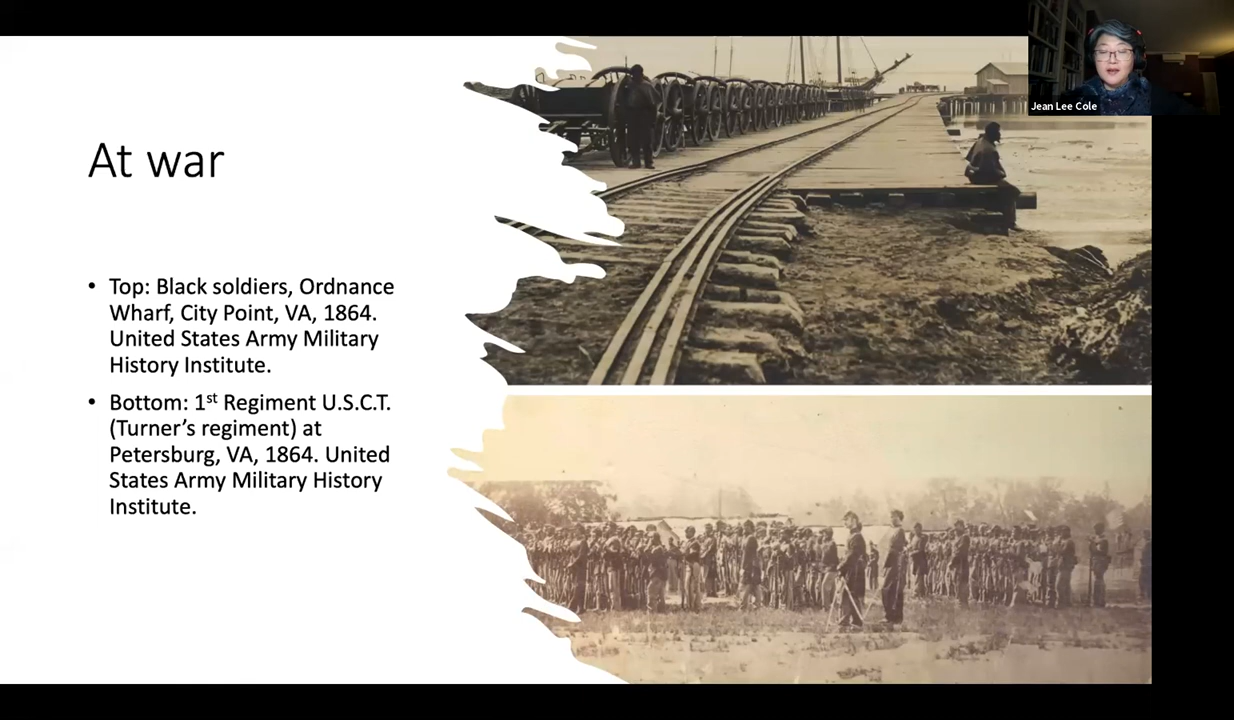 Jean Lee Cole
At war
• Top: Black soldiers, Ordnance
Wharf, City Point, VA, 1864.
United States Army Military
History Institute.
• Bottom: 1st Regiment U.S.C.T.
(Turner’s regiment) at
Petersburg, VA, 1864. United
States Army Military History
Institute.